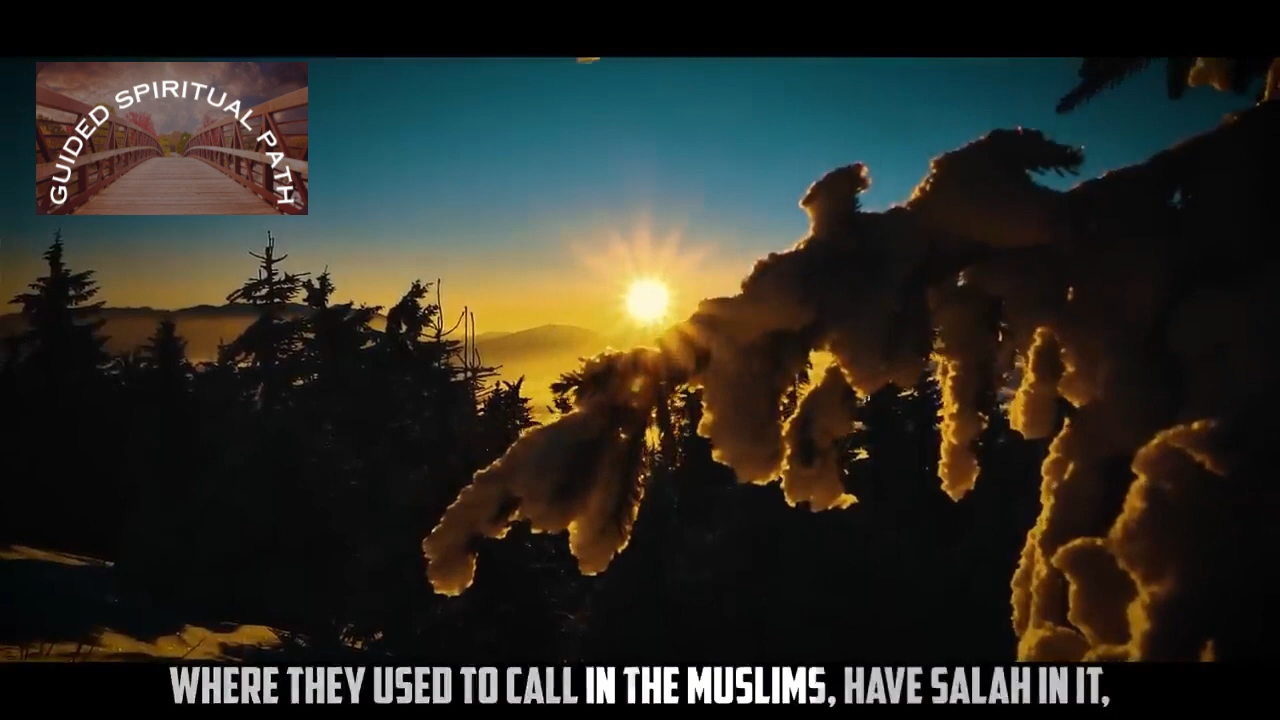 GUIDED SPIRITUAL PATH
WHERE THEY USED TO CALL IN THE MUSLIMS, HAVE SALAH IN IT,